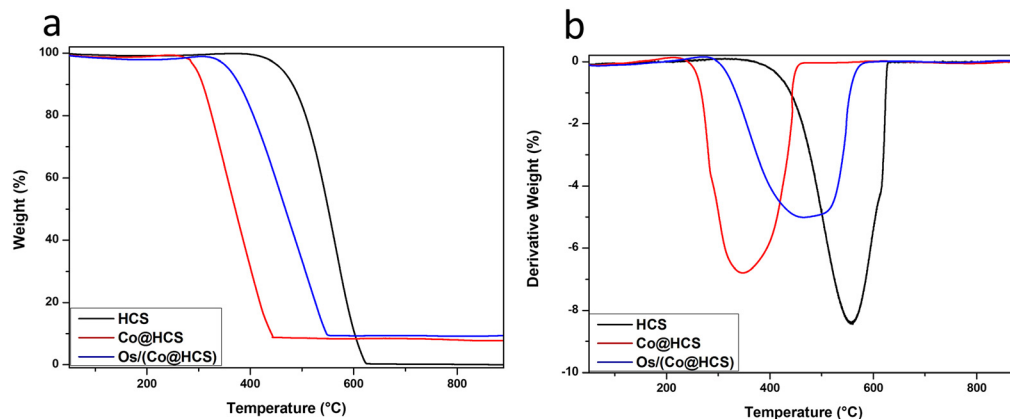 a
100
80
60
40
20
0
Weight (%)
HCS
Co@HCS
Os/(Co@HCS)
200 400 600 800
Temperature (°C)
b
0
-2
-4
-6
-8
-10
Derivative Weight (%)
HCS
Co@HCS
Os/(Co@HCS)
200 400 600 800
Temperature (°C)